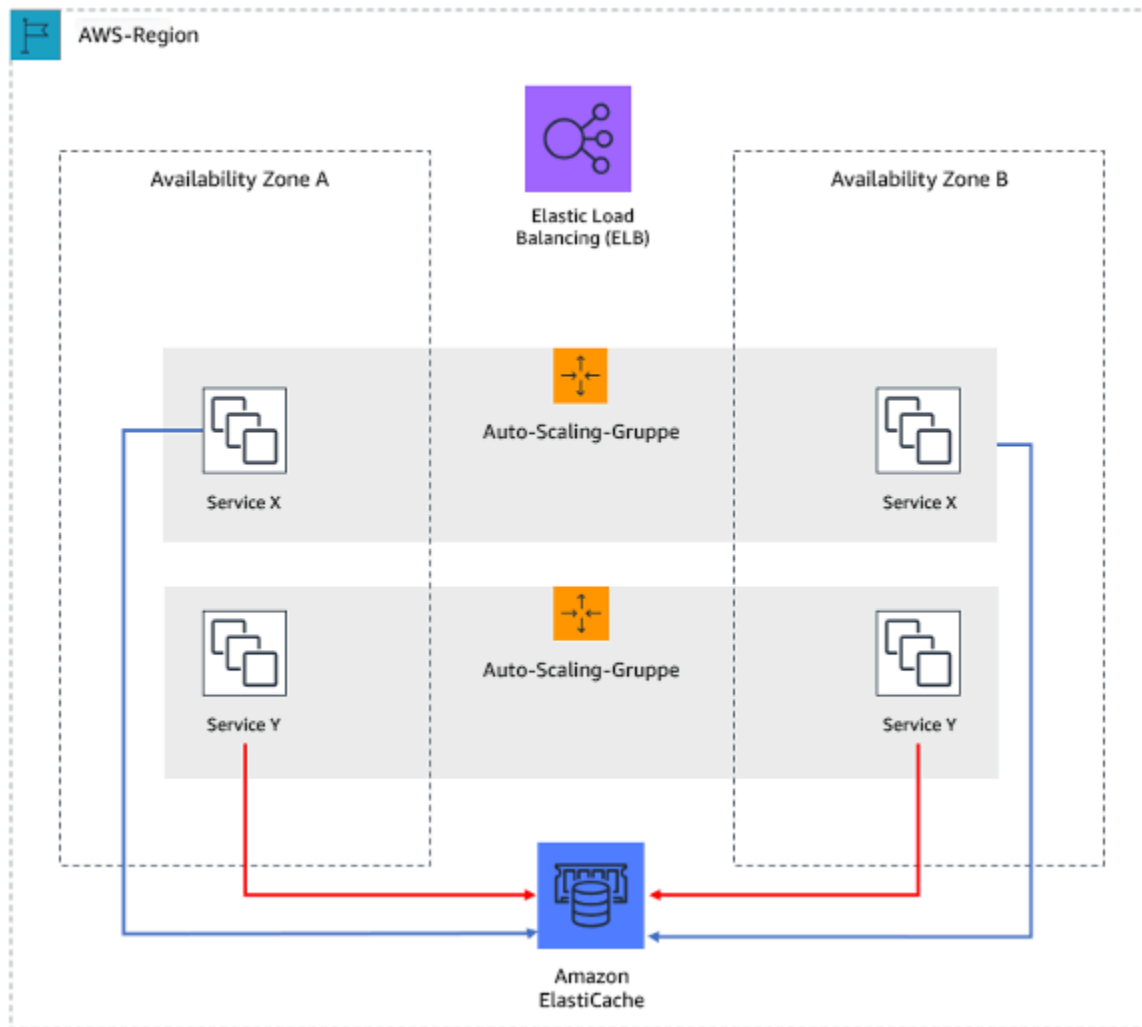 AWS-Region
Elastic Load
Balancing (ELB)
Availability Zone A
Availability Zone B
Auto-Scaling-Gruppe
Service X
Service X
Auto-Scaling-Gruppe
Service Y
Service Y
Amazon
ElastiCache